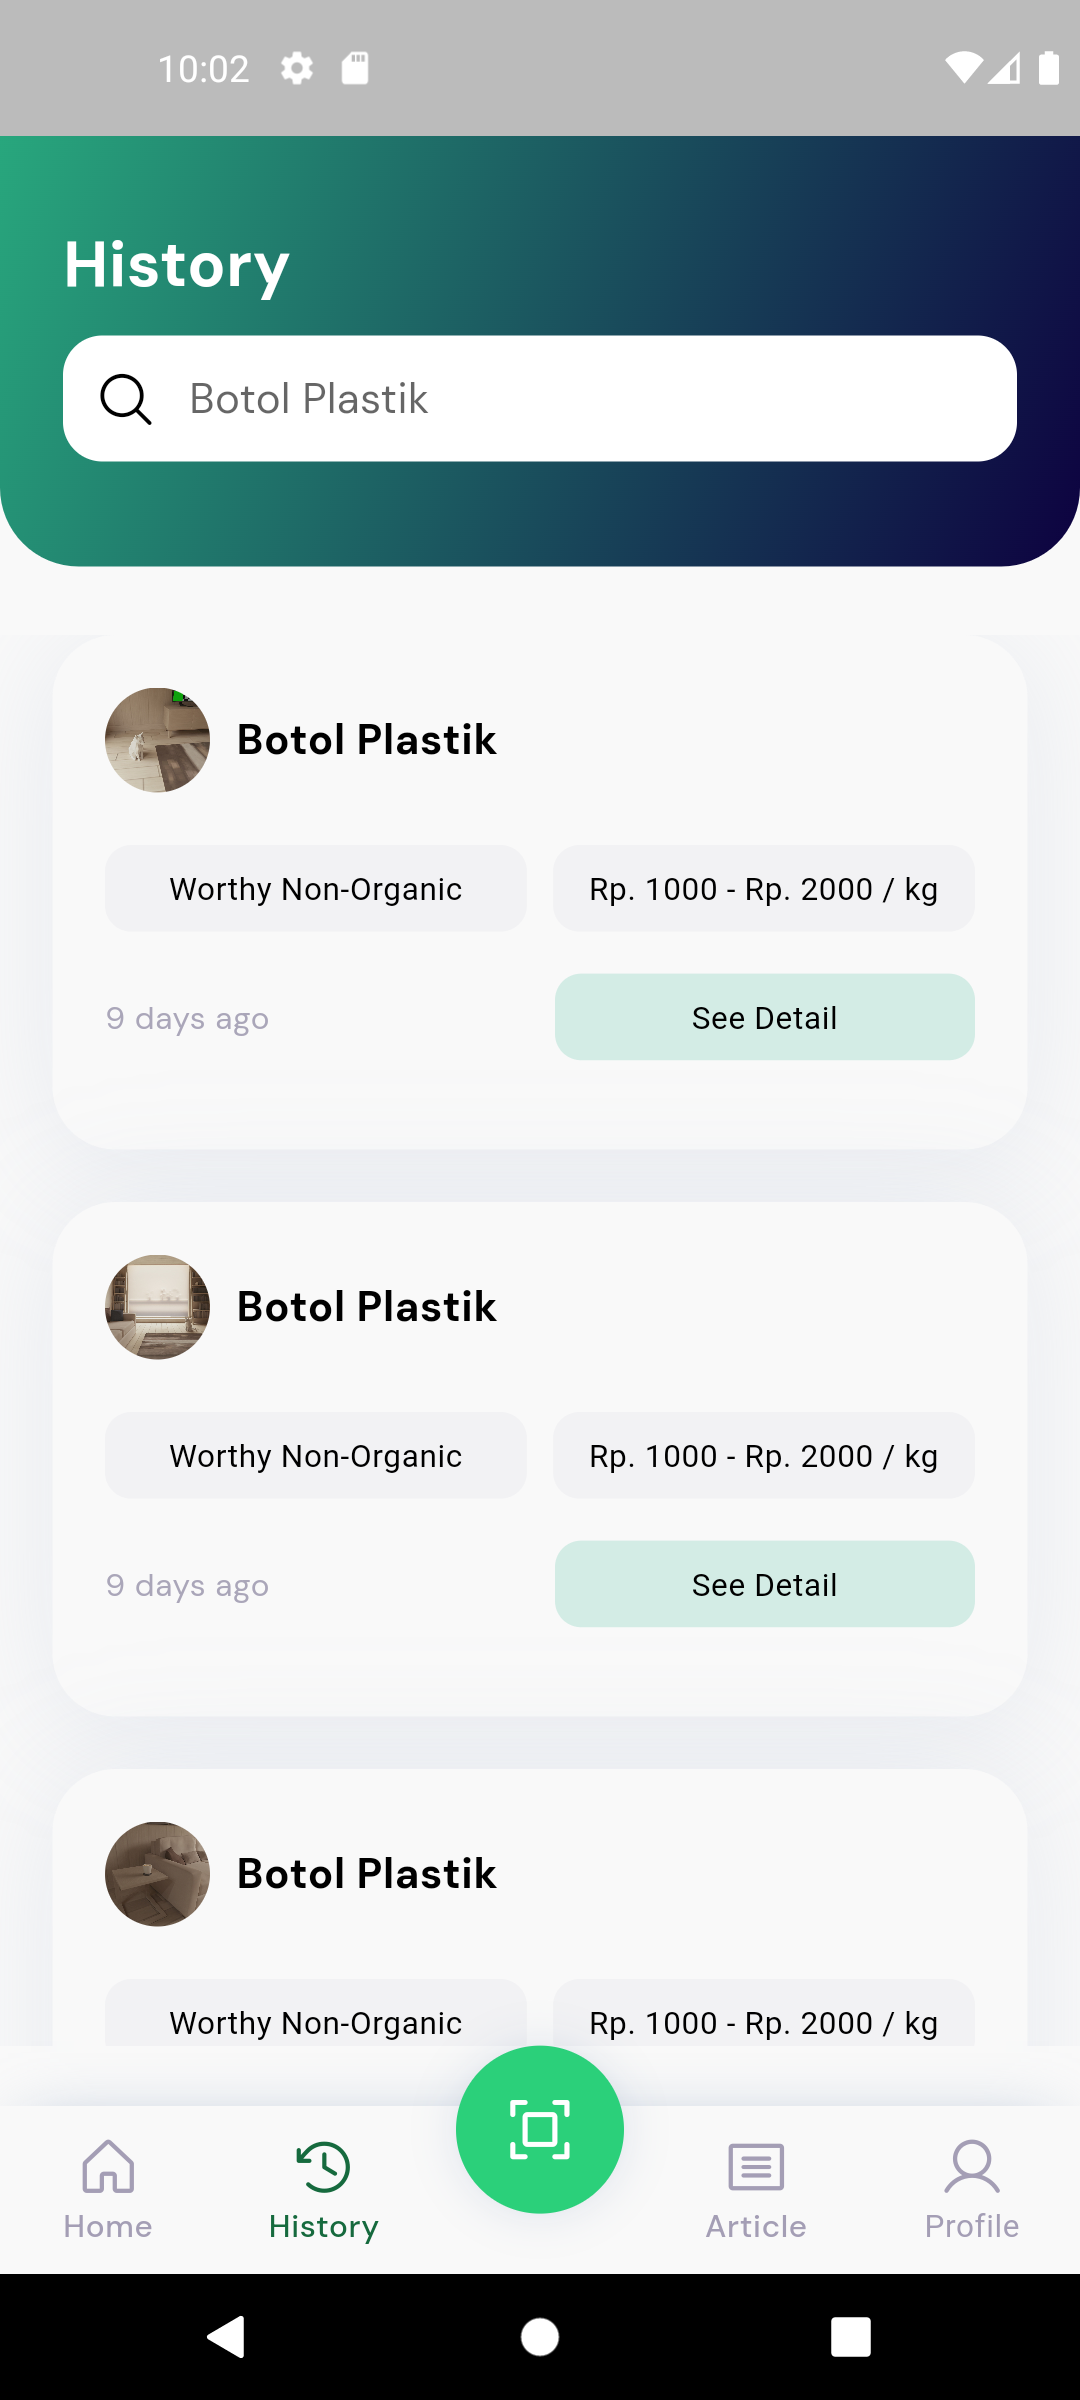 10:02
History
Botol Plastik
Botol Plastik
Worthy Non-Organic
Rp. 1000 - Rp. 2000 / kg
9 days ago
See Detail
Botol Plastik
Worthy Non-Organic
Rp. 1000 - Rp. 2000 / kg
9 days ago
See Detail
Botol Plastik
Worthy Non-Organic
Rp. 1000 - Rp. 2000 / kg
Home
History
Article
Profile